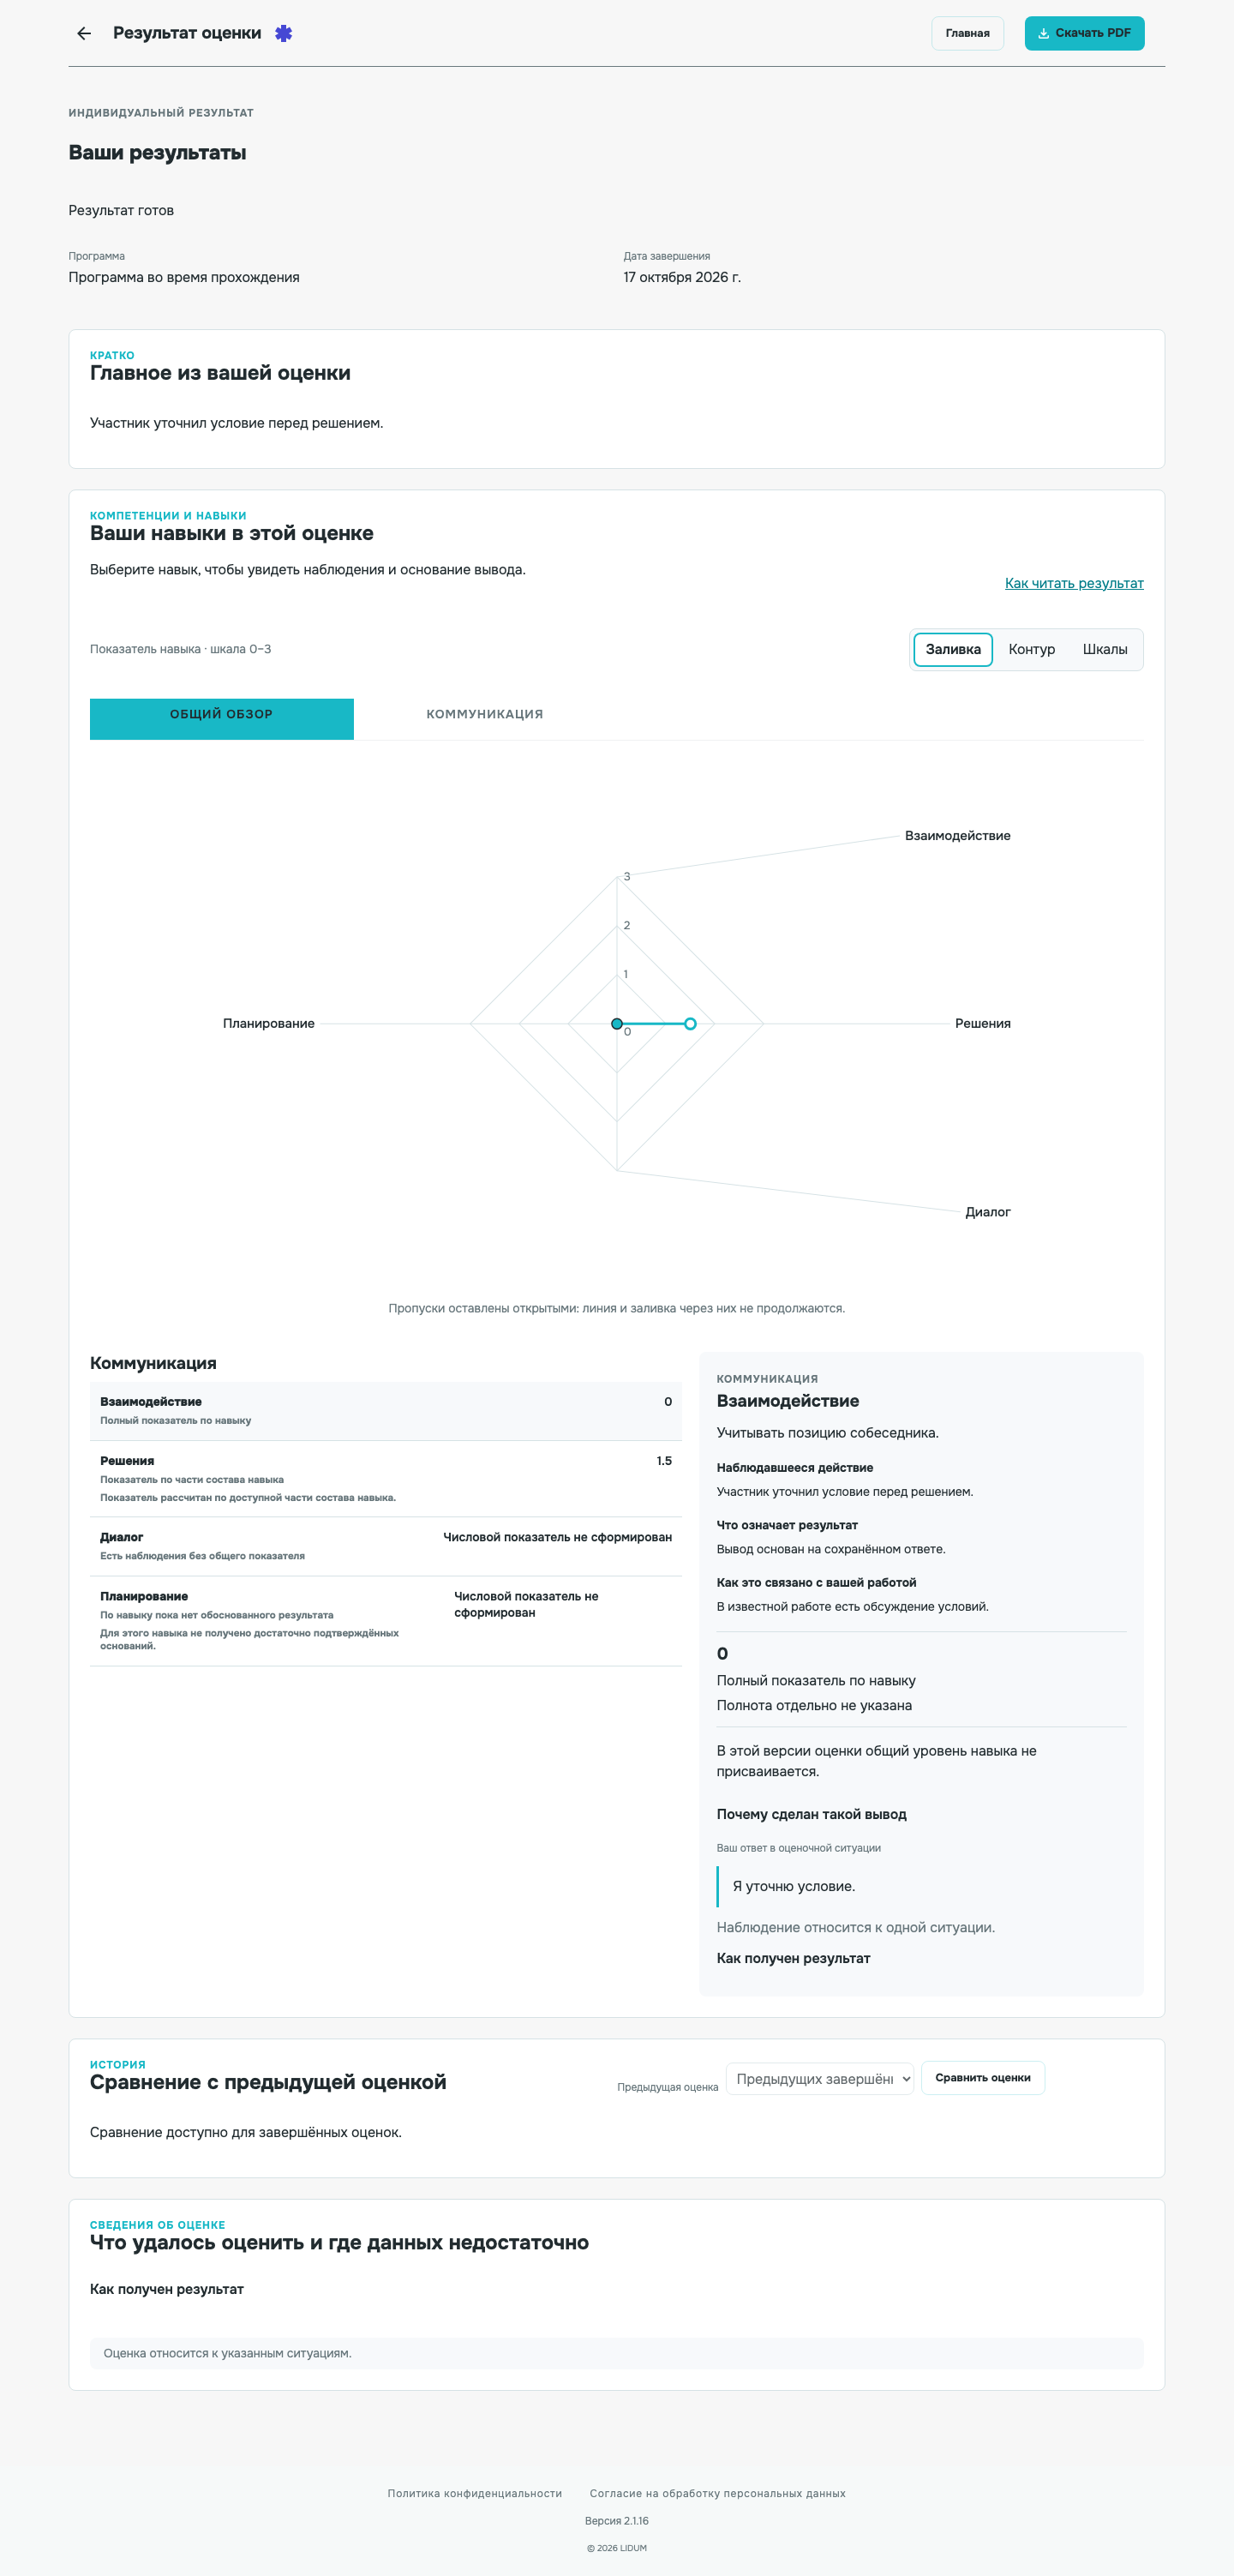 Результат оценки
Главная
Скачать PDF
ИНДИВИДУАЛЬНЫЙ РЕЗУЛЬТАТ
Ваши результаты
Результат готов
Программа
Программа во время прохождения
Дата завершения
17 октября 2026 г.
КРАТКО
Главное из вашей оценки
Участник уточнил условие перед решением.
КОМПЕТЕНЦИИ И НАВЫКИ
Ваши навыки в этой оценке
Выберите навык, чтобы увидеть наблюдения и основание вывода.
Как читать результат
Показатель навыка · шкала 0–3
Заливка
Контур
Шкалы
ОБЩИЙ ОБЗОР
КОММУНИКАЦИЯ
Взаимодействие
3
2
1
Планирование
0
Решения
Диалог
Пропуски оставлены открытыми: линия и заливка через них не продолжаются.
Коммуникация
Взаимодействие
0
Полный показатель по навыку
Решения
1.5
Показатель по части состава навыка
Показатель рассчитан по доступной части состава навыка.
Диалог
Числовой показатель не сформирован
Есть наблюдения без общего показателя
Планирование
Числовой показатель не
сформирован
По навыку пока нет обоснованного результата
Для этого навыка не получено достаточно подтверждённых
оснований.
КОММУНИКАЦИЯ
Взаимодействие
Учитывать позицию собеседника.
Наблюдавшееся действие
Участник уточнил условие перед решением.
Что означает результат
Вывод основан на сохранённом ответе.
Как это связано с вашей работой
В известной работе есть обсуждение условий.
0
Полный показатель по навыку
Полнота отдельно не указана
В этой версии оценки общий уровень навыка не
присваивается.
Почему сделан такой вывод
Ваш ответ в оценочной ситуации
Я уточню условие.
Наблюдение относится к одной ситуации.
Как получен результат
ИСТОРИЯ
Сравнение с предыдущей оценкой
Предыдущая оценка
Предыдущих завершённ
Сравнить оценки
Сравнение доступно для завершённых оценок.
СВЕДЕНИЯ ОБ ОЦЕНКЕ
Что удалось оценить и где данных недостаточно
Как получен результат
Оценка относится к указанным ситуациям.
Политика конфиденциальности
Согласие на обработку персональных данных
Версия 2.1.16
© 2026 LIDUM